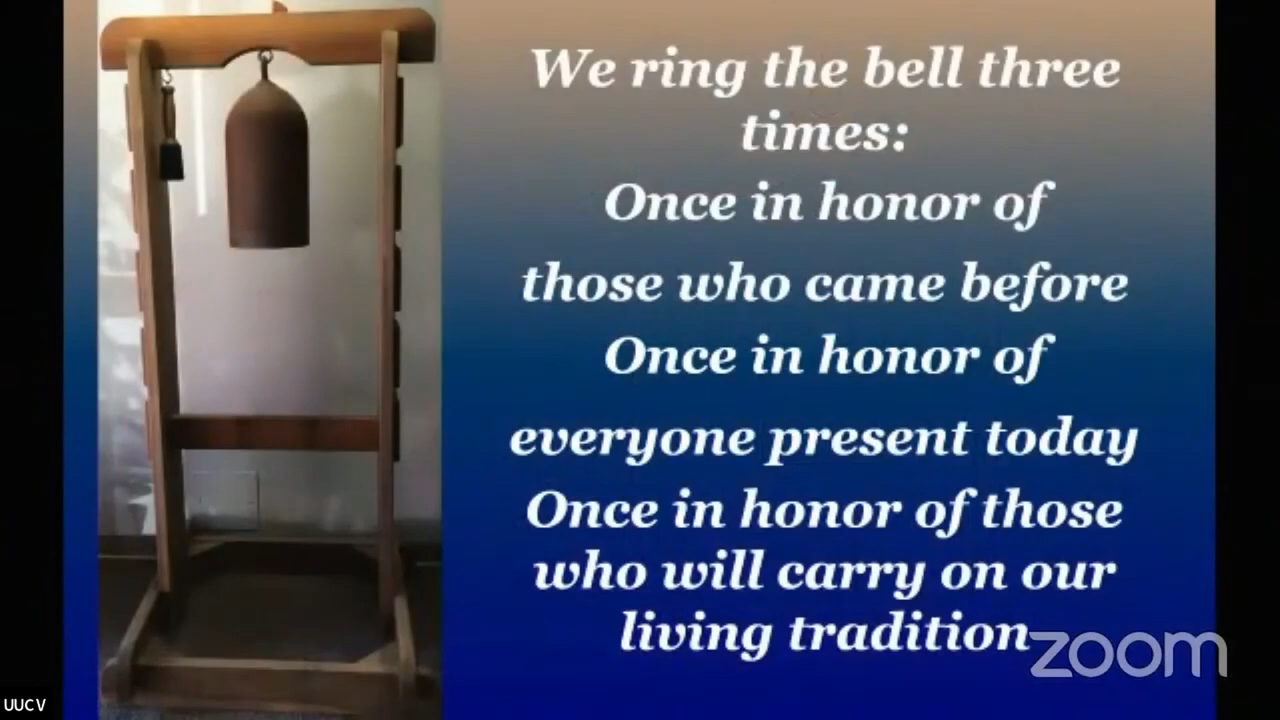 We ring the bell three
times:
Once in honor of
those who came before
Once in honor of
everyone present today
Once in honor of those
who will carry on our
living tradition
zoom
UUCV